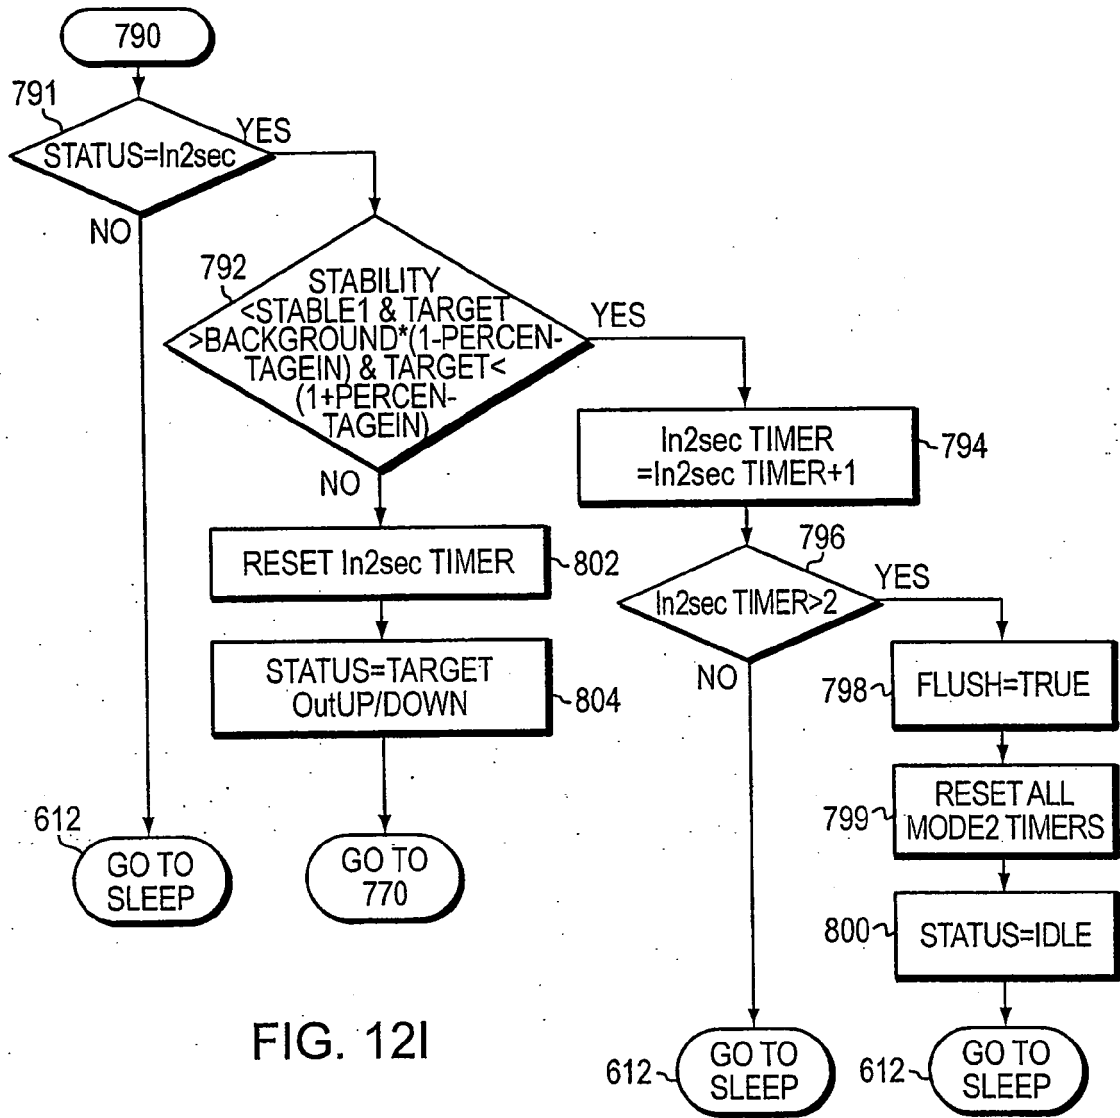 790
791
STATUS=In2sec
YES
NO
792
STABILITY
<STABLE1 & TARGET
>BACKGROUND*(1-PERCEN-
TAGEIN) & TARGET<
(1+PERCEN-
TAGEIN)
YES
NO
In2sec TIMER
=In2sec TIMER+1
794
RESET In2sec TIMER
802
796
In2sec TIMER>2
YES
NO
STATUS=TARGET
OutUP/DOWN
804
798
FLUSH=TRUE
799
RESET ALL
MODE2 TIMERS
612
GO TO
SLEEP
GO TO
770
800
STATUS=IDLE
612
GO TO
SLEEP
612
GO TO
SLEEP
FIG. 12I